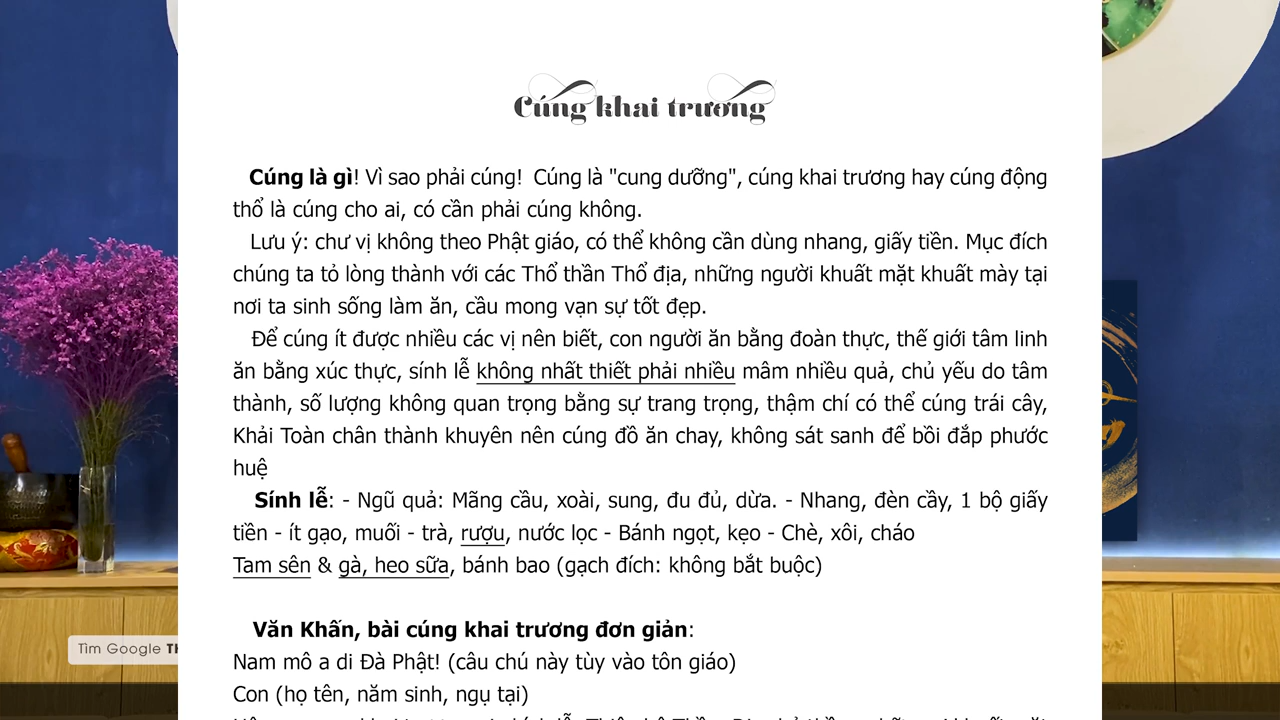 Cúng khai trương
Cúng là gì! Vì sao phải cúng! Cúng là "cung dưỡng", cúng khai trương hay cúng động
thổ là cúng cho ai, có cần phải cúng không.
Lưu ý: chư vị không theo Phật giáo, có thể không cần dùng nhang, giấy tiền. Mục đích
chúng ta tỏ lòng thành với các Thổ thần Thổ địa, những người khuất mặt khuất mày tại
nơi ta sinh sống làm ăn, cầu mong vạn sự tốt đẹp.
Để cúng ít được nhiều các vị nên biết, con người ăn bằng đoàn thực, thế giới tâm linh
ăn bằng xúc thực, sính lễ không nhất thiết phải nhiều mâm nhiều quả, chủ yếu do tâm
thành, số lượng không quan trọng bằng sự trang trọng, thậm chí có thể cúng trái cây,
Khải Toàn chân thành khuyên nên cúng đồ ăn chay, không sát sanh để bồi đắp phước
huệ
Sính lễ: - Ngũ quả: Mãng cầu, xoài, sung, đu đủ, dừa. - Nhang, đèn cầy, 1 bộ giấy
tiền - ít gạo, muối - trà, rượu, nước lọc - Bánh ngọt, kẹo - Chè, xôi, cháo
Tam sên & gà, heo sữa, bánh bao (gạch đích: không bắt buộc)
Văn Khấn, bài cúng khai trương đơn giản:
Nam mô a di Đà Phật! (câu chú này tùy vào tôn giáo)
Con (họ tên, năm sinh, ngụ tại)
Tìm Google